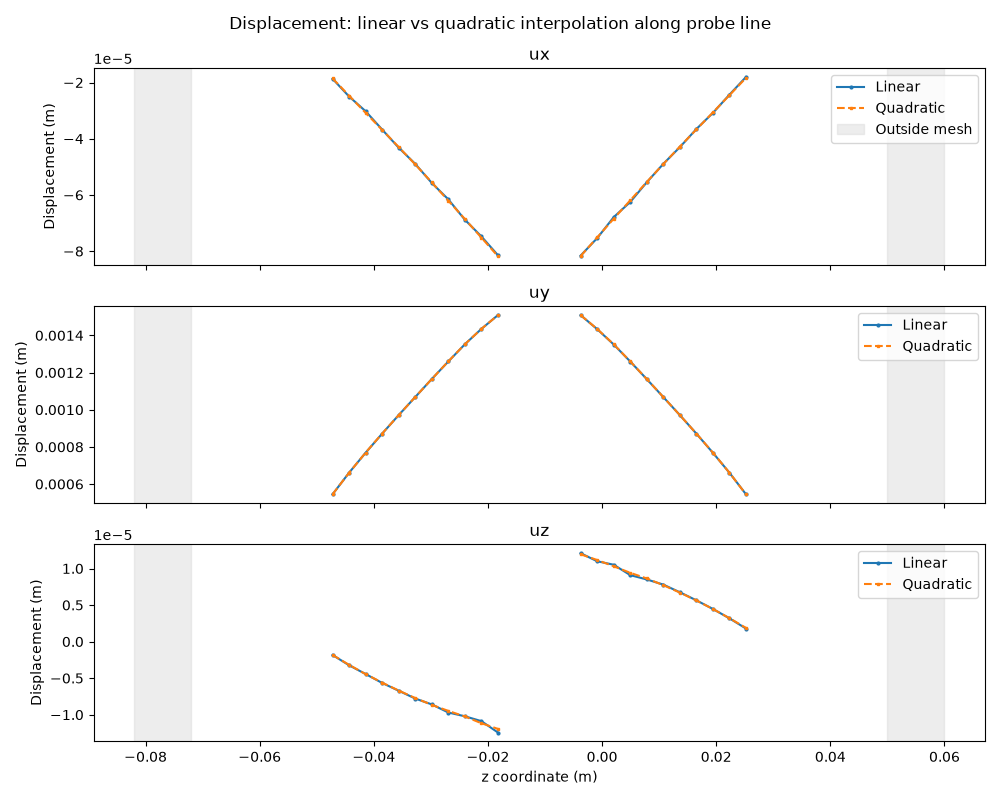 Displacement: linear vs quadratic interpolation along probe line
ux
1e−5
Displacement (m)
−2
−4
−6
−8
Linear
Quadratic
Outside mesh
uy
Displacement (m)
0.0014
0.0012
0.0010
0.0008
0.0006
Linear
Quadratic
uz
1e−5
Displacement (m)
1.0
0.5
0.0
−0.5
−1.0
Linear
Quadratic
−0.08 −0.06 −0.04 −0.02 0.00 0.02 0.04 0.06
z coordinate (m)